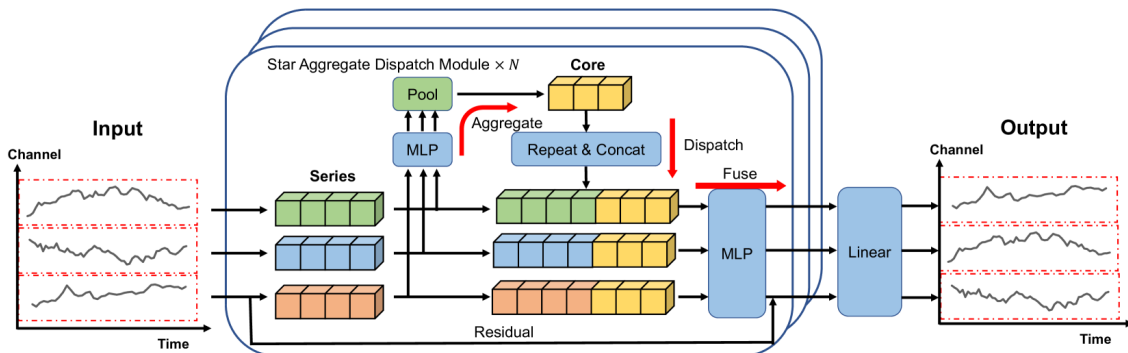 Star Aggregate Dispatch Module × N
Core
Pool
Input
Aggregate
Output
MLP
Repeat & Concat
Dispatch
Channel
Channel
Series
Fuse
MLP
Linear
Residual
Time
Time